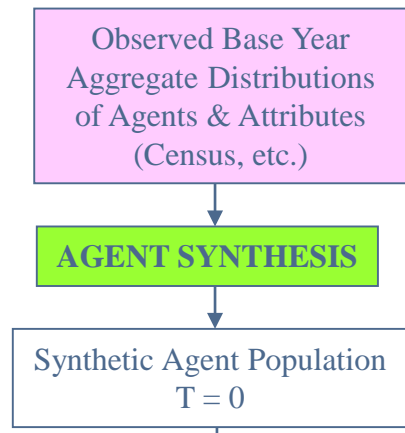 Observed Base Year
Aggregate Distributions
of Agents & Attributes
(Census, etc.)
AGENT SYNTHESIS
Synthetic Agent Population
T = 0